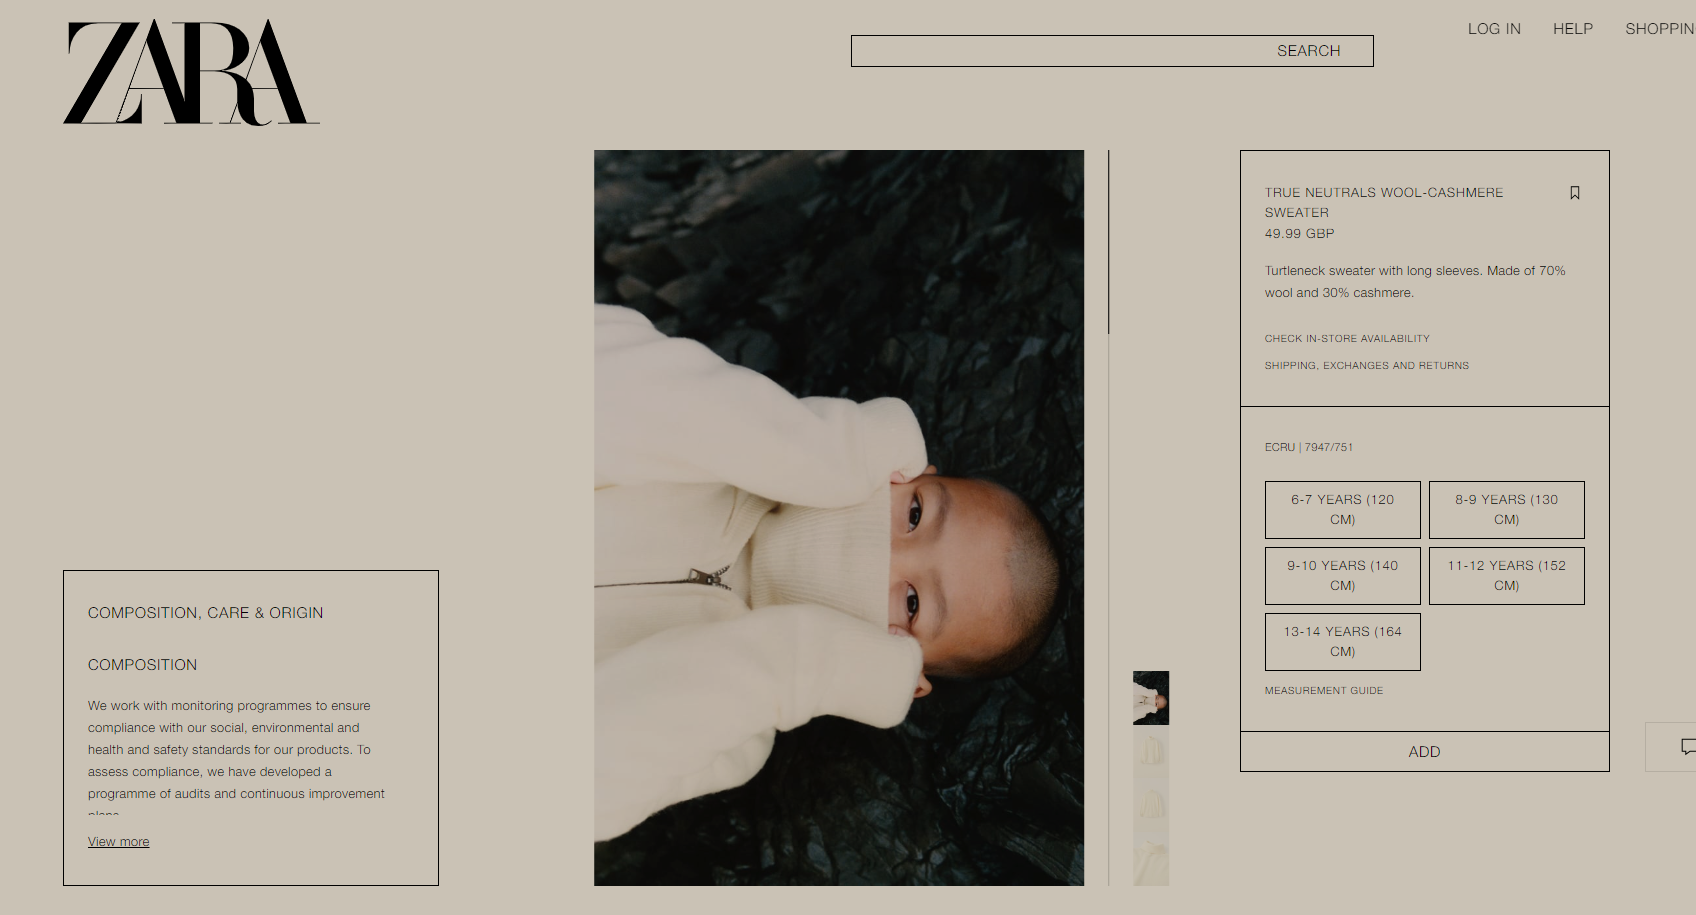 ZARA
SEARCH
LOG IN
HELP
TRUE NEUTRALS WOOL-CASHMERE
SWEATER
49.99 GBP
Turtleneck sweater with long sleeves. Made of 70%
wool and 30% cashmere.
CHECK IN-STORE AVAILABILITY
SHIPPING, EXCHANGES AND RETURNS
ECRU | 7947/751
6-7 YEARS (120
CM)
8-9 YEARS (130
CM)
9-10 YEARS (140
CM)
11-12 YEARS (152
CM)
13-14 YEARS (164
CM)
MEASUREMENT GUIDE
ADD
COMPOSITION, CARE & ORIGIN
COMPOSITION
We work with monitoring programmes to ensure
compliance with our social, environmental and
health and safety standards for our products. To
assess compliance, we have developed a
programme of audits and continuous improvement
View more